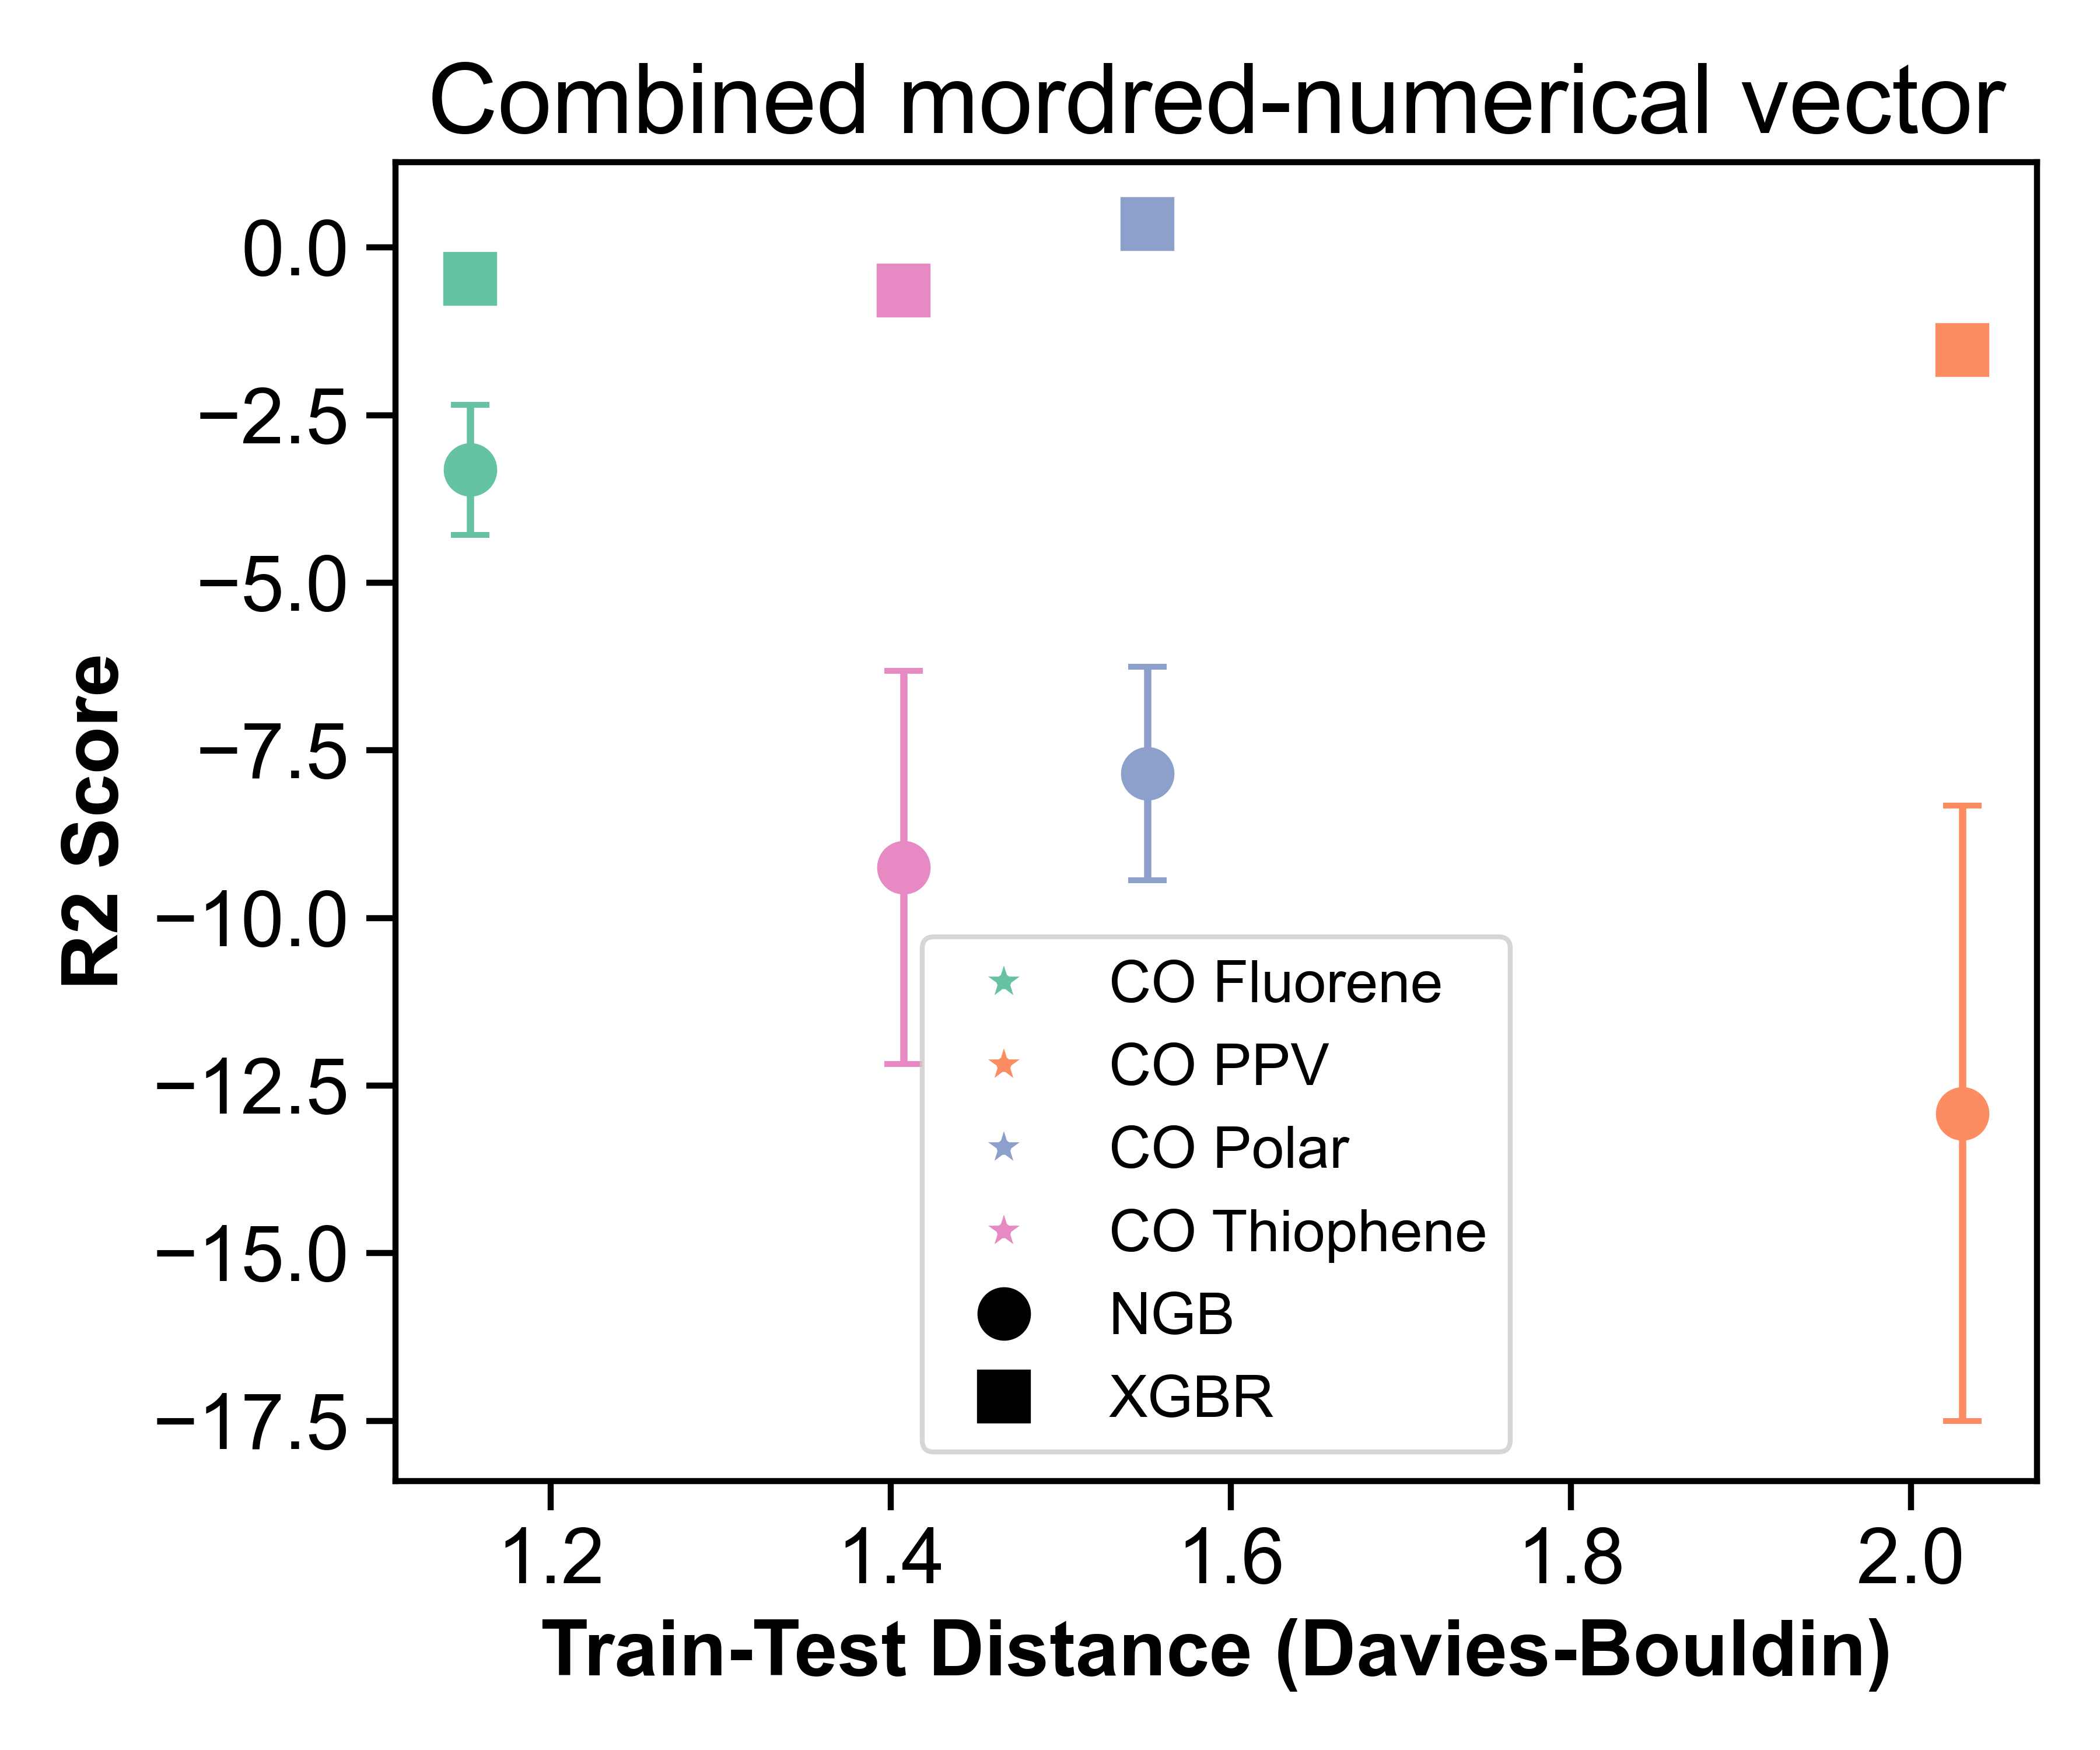 Combined mordred-numerical vector
0.0
−2.5
−5.0
−7.5
−10.0
−12.5
−15.0
−17.5
R2 Score
CO Fluorene
CO PPV
CO Polar
CO Thiophene
NGB
XGBR
1.2 1.4 1.6 1.8 2.0
Train-Test Distance (Davies-Bouldin)